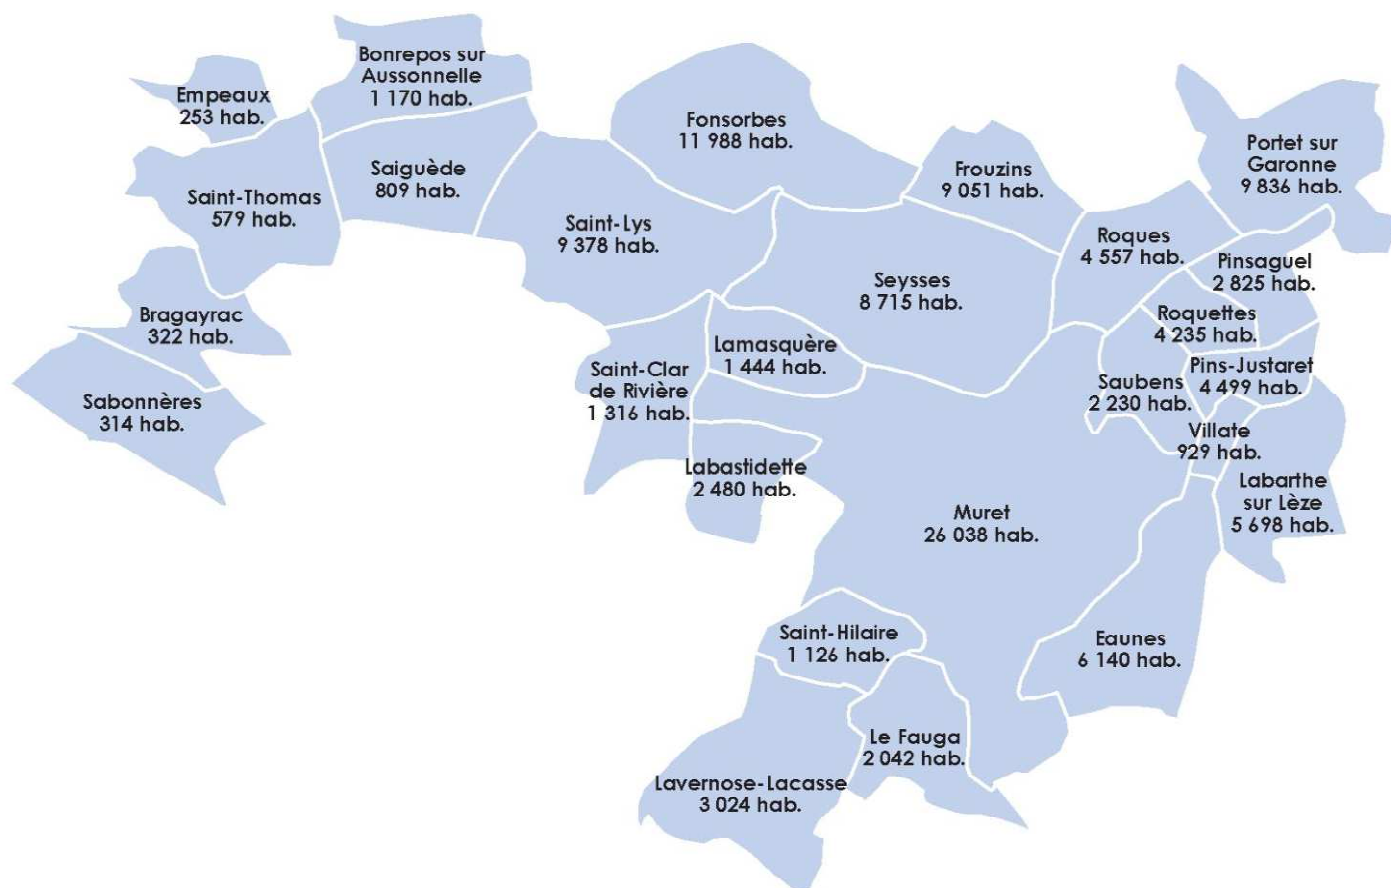 Bonrepos sur
Aussonnelle
1 170 hab.
Empeaux
253 hab.
Fonsorbes
11 988 hab.
Portet sur
Garonne
9 836 hab.
Frouzins
9 051 hab.
Saiguède
809 hab.
Saint-Thomas
579 hab.
Saint-Lys
9 378 hab.
Roques
4 557 hab.
Seysses
8 715 hab.
Pinsaguel
2 825 hab.
Bragayrac
322 hab.
Roquettes
4 235 hab.
Lamasquère
1 444 hab.
Saint-Clar
de Rivière
1 316 hab.
Pins-Justaret
4 499 hab.
Saubens
2 230 hab.
Sabonnères
314 hab.
Villate
929 hab.
Labastidette
2 480 hab.
Labarthe
sur Lèze
5 698 hab.
Muret
26 038 hab.
Saint-Hilaire
1 126 hab.
Eaunes
6 140 hab.
Le Fauga
2 042 hab.
Lavernose-Lacasse
3 024 hab.